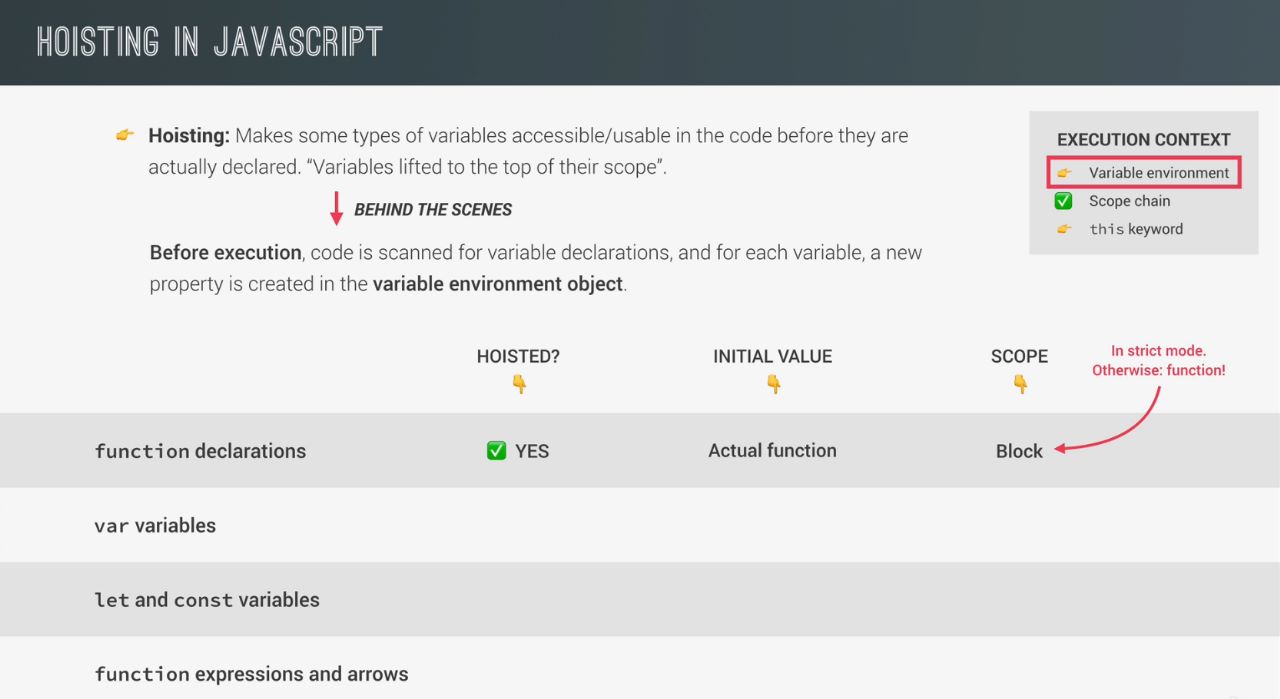 HOISTING IN JAVASCRIPT
👉 Hoisting: Makes some types of variables accessible/usable in the code before they are
actually declared. “Variables lifted to the top of their scope”.
BEHIND THE SCENES
Before execution, code is scanned for variable declarations, and for each variable, a new
property is created in the variable environment object.
EXECUTION CONTEXT
👉 Variable environment
✅ Scope chain
👉 this keyword
HOISTED? INITIAL VALUE SCOPE
👇 👇 👇
In strict mode.
Otherwise: function!
function declarations ✅ YES Actual function Block
var variables
let and const variables
function expressions and arrows